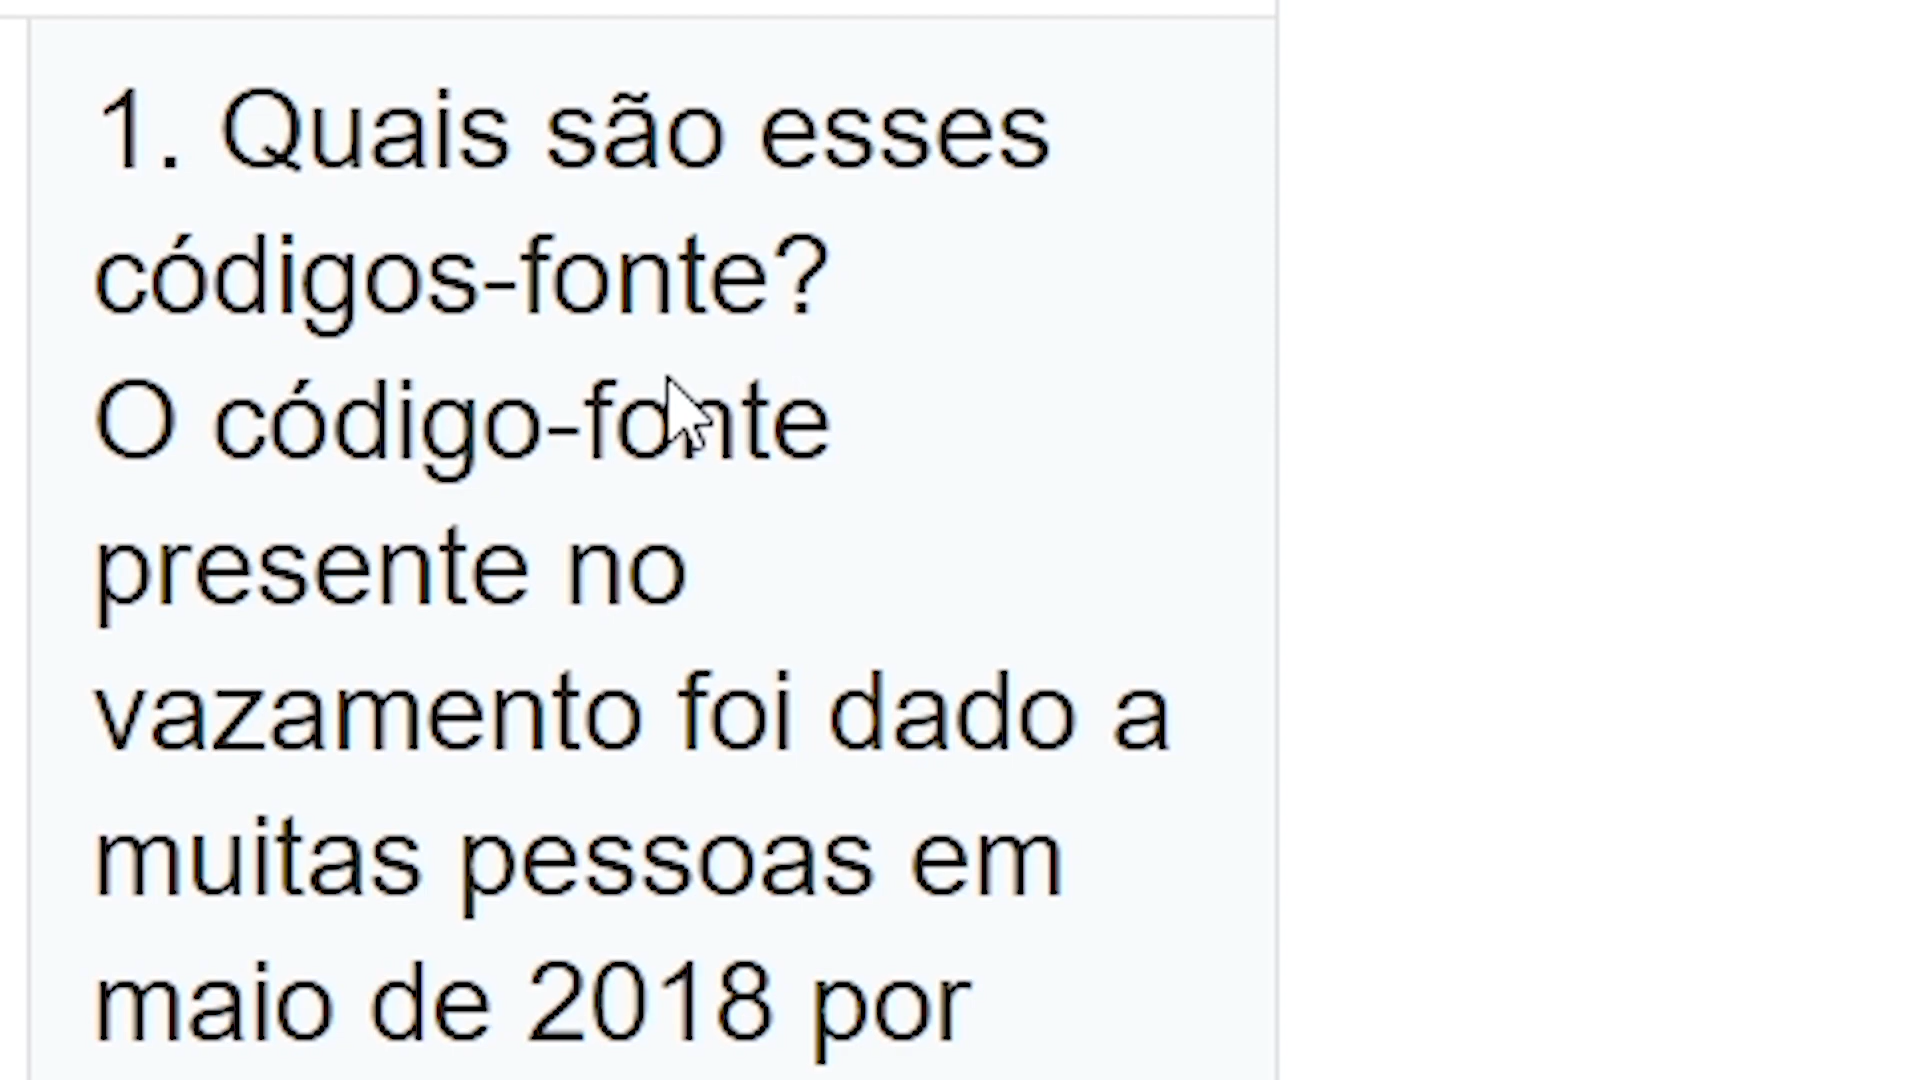 1. Quais são esses
códigos-fonte?
O código-fonte
presente no
vazamento foi dado a
muitas pessoas em
maio de 2018 por